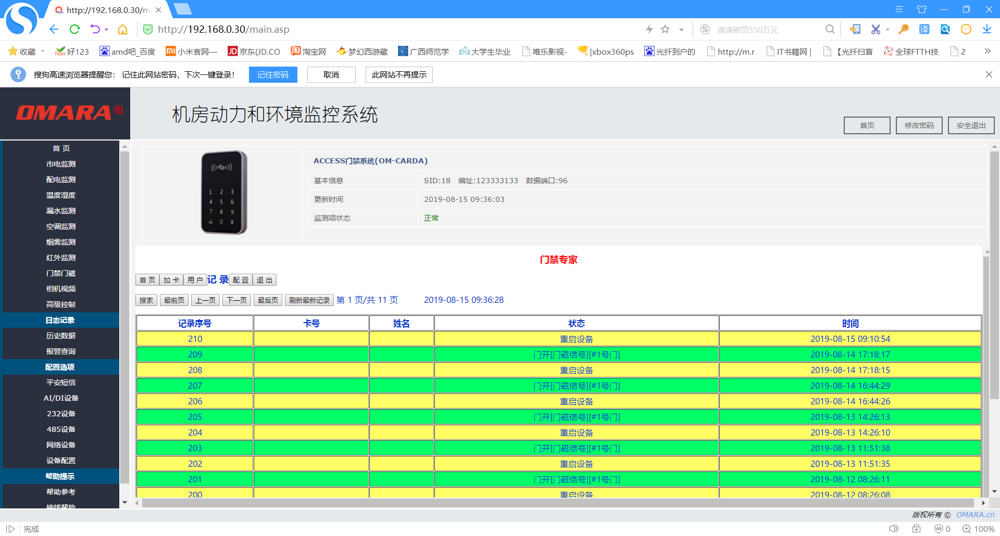 http://192.168.0.30/m
http://192.168.0.30/main.asp
滴滴被罚550万元
译
收藏
好123
amd吧_百度
小米官网—
京东(JD.CO
淘宝网
梦幻西游藏
广西师范学
大学生毕业
唯乐影视-
[xbox360ps
光纤到户的
http://m.r
IT书籍网 |
【光纤扫盲
全球FTTH技
2
搜狗高速浏览器提醒您： 记住此网站密码，下次一键登录！
记住密码
取消
此网站不再提示
OMARA®
机房动力和环境监控系统
首页
修改密码
安全退出
首 页
市电监测
配电监测
温度湿度
漏水监测
空调监测
烟雾监测
红外监测
门禁门磁
相机视频
高级控制
日志记录
历史数据
报警查询
配置选项
平安短信
AI/DI设备
232设备
485设备
网络设备
设备配置
帮助提示
帮助参考
接线帮助
1 2 3
4 5 6
7 8 9
0
ACCESS门禁系统(OM-CARDA)
基本信息 SID:18 编址:123333133 数据端口:96
更新时间 2019-08-15 09:36:03
监测项状态 正常
门禁专家
首 页 加 卡 用 户 记 录 配 置 退 出
搜索 最前页 上一页 下一页 最后页 刷新最新记录 第 1 页/共 11 页 2019-08-15 09:36:28
记录序号 卡号 姓名 状态 时间
210 重启设备 2019-08-15 09:10:54
209 门开[门磁信号][#1号门] 2019-08-14 17:18:17
208 重启设备 2019-08-14 17:18:15
207 门开[门磁信号][#1号门] 2019-08-14 16:44:29
206 重启设备 2019-08-14 16:44:26
205 门开[门磁信号][#1号门] 2019-08-13 14:26:13
204 重启设备 2019-08-13 14:26:10
203 门开[门磁信号][#1号门] 2019-08-13 11:51:38
202 重启设备 2019-08-13 11:51:35
201 门开[门磁信号][#1号门] 2019-08-12 08:26:11
200 重启设备 2019-08-12 08:26:08
版权所有 © OMARA.cn
完成
0
100%